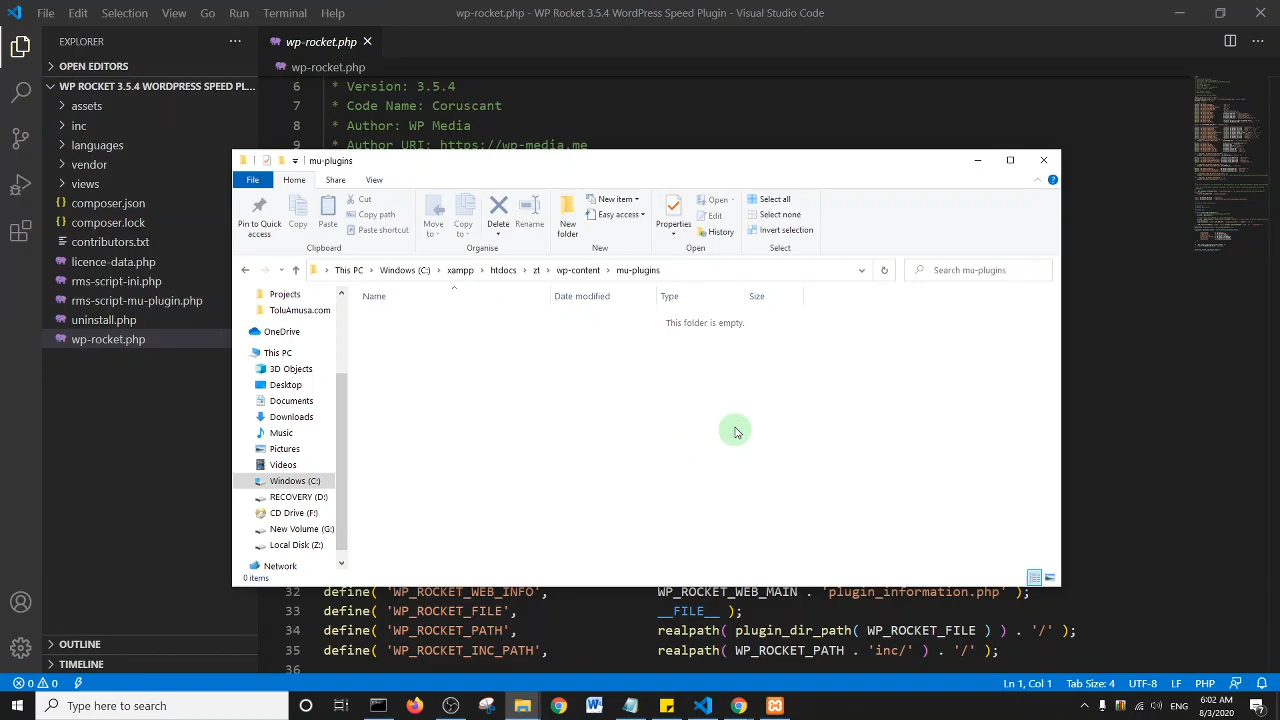 File Edit Selection View Go Run Terminal Help
wp-rocket.php - WP Rocket 3.5.4 WordPress Speed Plugin - Visual Studio Code
EXPLORER
OPEN EDITORS
WP ROCKET 3.5.4 WORDPRESS SPEED PL...
assets
inc
languages
vendor
views
composer.json
composer.lock
contributors.txt
licence-data.php
rms-script-ini.php
rms-script-mu-plugin.php
uninstall.php
wp-rocket.php
OUTLINE
TIMELINE
wp-rocket.php
wp-rocket.php
6 * Version: 3.5.4
7 * Code Name: Coruscant
8 * Author: WP Media
9 * Author URI: https://wp-media.me
mu-plugins
File Home Share View
Pin to Quick access
Copy
Paste
Cut
Copy path
Paste shortcut
Clipboard
Move to
Copy to
Organise
New folder
New item
Easy access
New
Properties
Open
Edit
History
Open
Select all
Select none
Invert selection
Select
This PC Windows (C:) xampp htdocs zt wp-content mu-plugins
Search mu-plugins
Projects
ToluAmusa.com
OneDrive
This PC
3D Objects
Desktop
Documents
Downloads
Music
Pictures
Videos
Windows (C:)
RECOVERY (D:)
CD Drive (F:)
New Volume (G:)
Local Disk (Z:)
Network
Name Date modified Type Size
This folder is empty.
0 items
32 define( 'WP_ROCKET_WEB_INFO', WP_ROCKET_WEB_MAIN . 'plugin_information.php' );
33 define( 'WP_ROCKET_FILE', __FILE__ );
34 define( 'WP_ROCKET_PATH', realpath( plugin_dir_path( WP_ROCKET_FILE ) ) . '/' );
35 define( 'WP_ROCKET_INC_PATH', realpath( WP_ROCKET_PATH . 'inc/' ) . '/' );
36
0 0
Ln 1, Col 1 Tab Size: 4 UTF-8 LF PHP
Type here to search
ENG
6:02 AM
8/3/2020
7